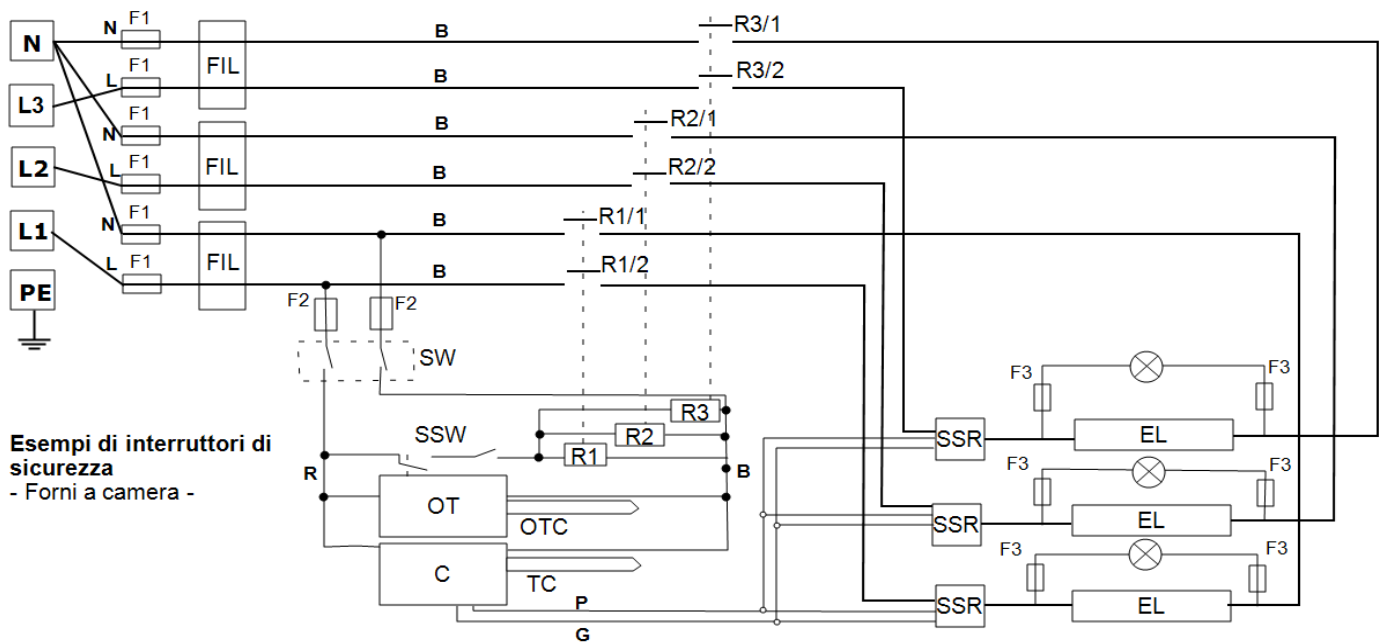 N F1 B R3/1
N
FIL
F1
L B R3/2
L3
F1 R2/1
N B
L2 L F1 FIL R2/2
B
F1
L1 N B R1/1
FIL
L F1 B R1/2
PE
F2 F2
SW
F3 F3
R3
Esempi di interruttori di
sicurezza
- Forni a camera -
SSW R2
R1
SSR EL
R B
F3 F3
OT
OTC
SSR EL
F3 F3
C
TC
P
SSR EL
G